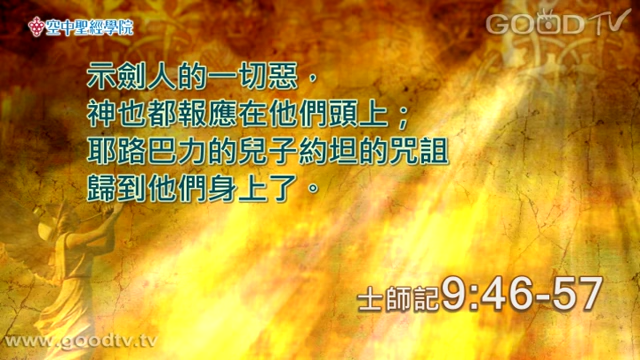 空中聖經學院
GOODTV
示劍人的一切惡，
神也都報應在他們頭上；
耶路巴力的兒子約坦的咒詛
歸到他們身上了。
士師記9:46-57
www.goodtv.tv